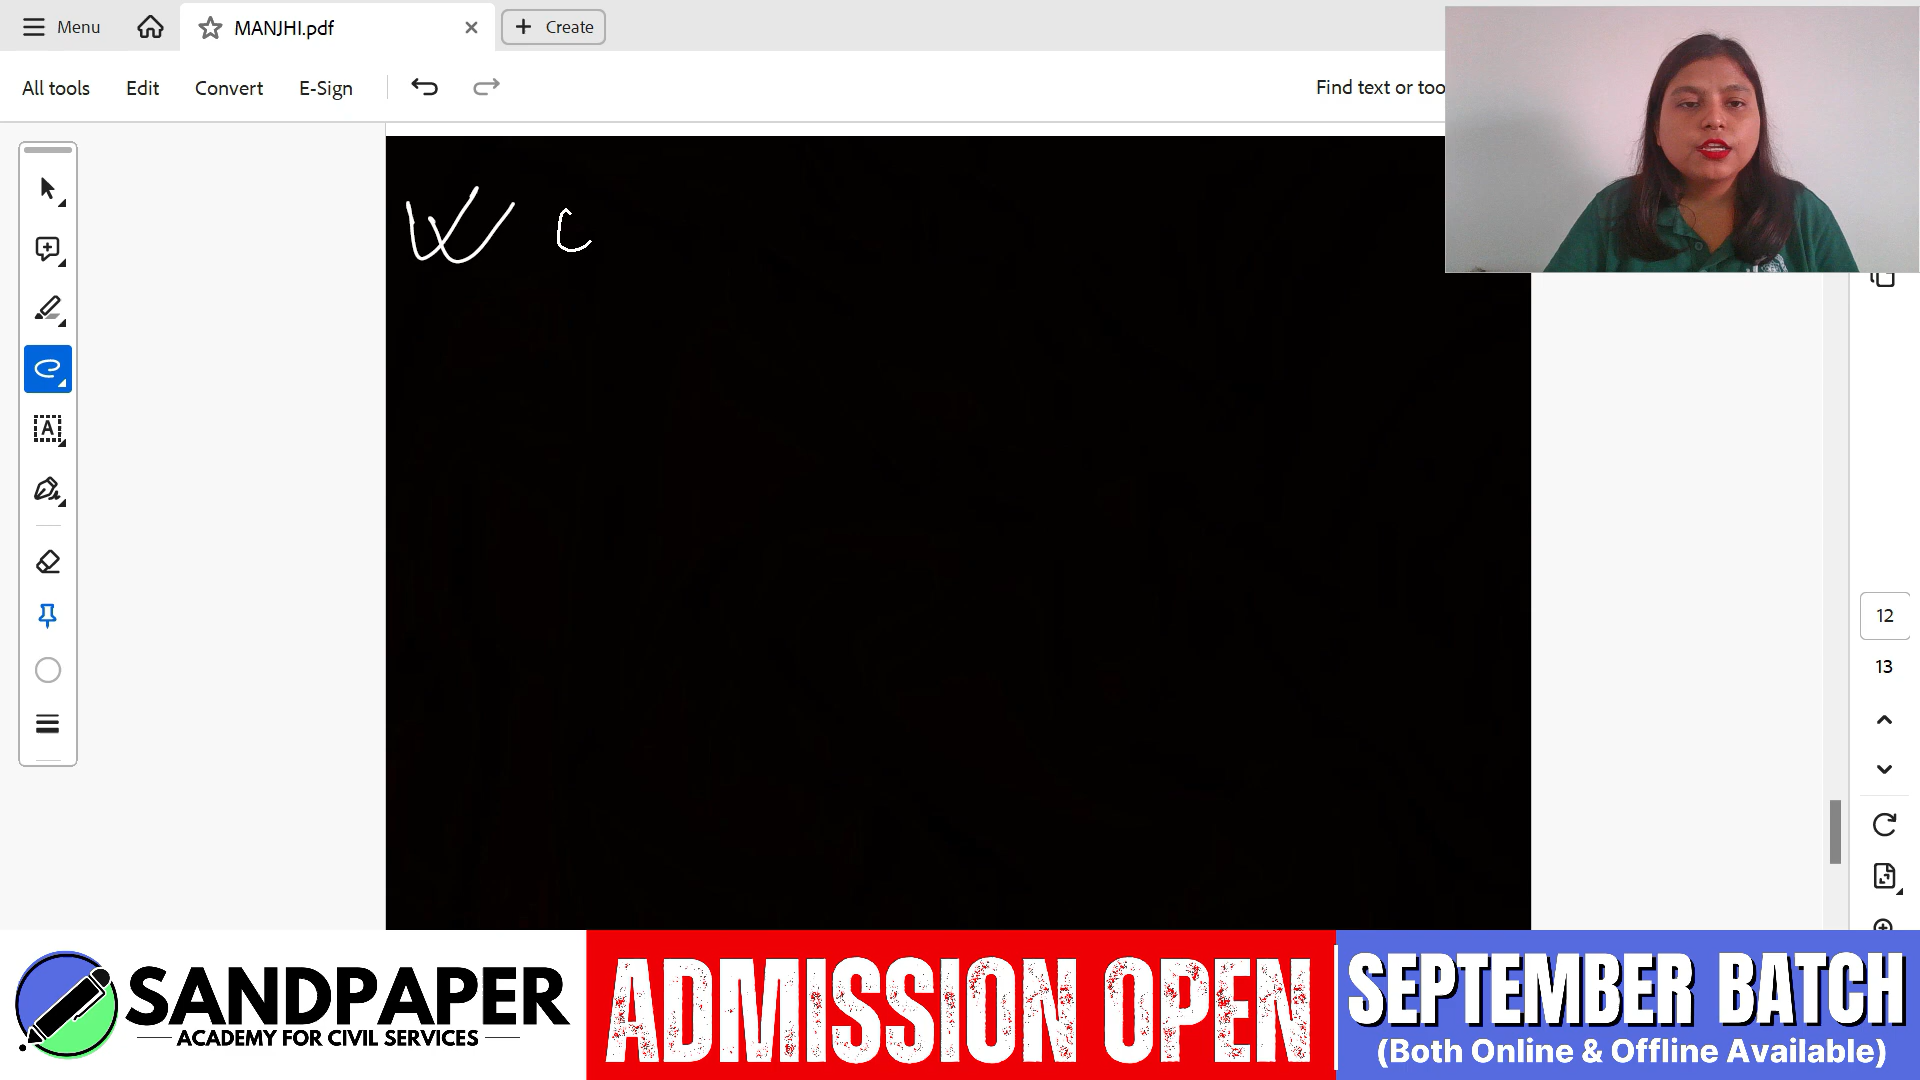 Menu
MANJHI.pdf
Create
All tools
Edit
Convert
E-Sign
Find text or too
W C
A
12
13
SANDPAPER
ACADEMY FOR CIVIL SERVICES
ADMISSION OPEN
SEPTEMBER BATCH
(Both Online & Offline Available)